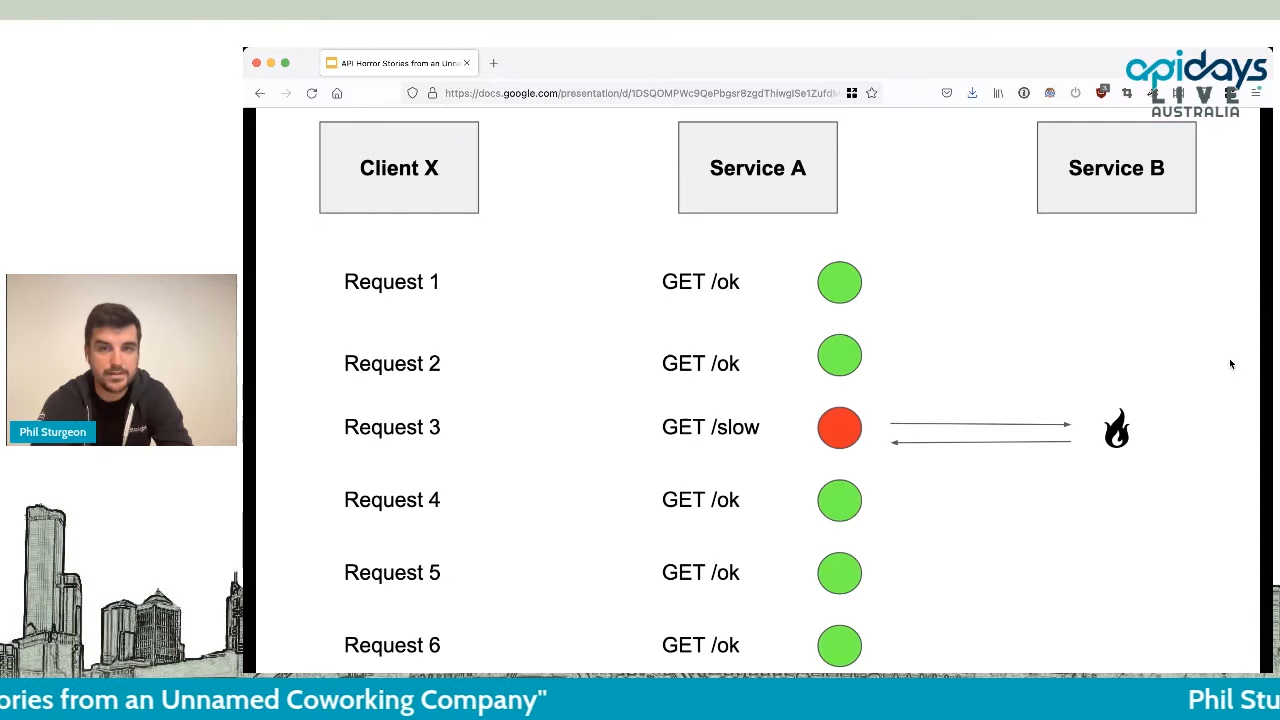 API Horror Stories from an Unna
https://docs.google.com/presentation/d/1DSQOMPWc9QePbgsr8zgdThiwglSe1ZufdM
apidays
LIVE
AUSTRALIA
Client X
Service A
Service B
Request 1
GET /ok
Request 2
GET /ok
Request 3
GET /slow
Request 4
GET /ok
Request 5
GET /ok
Request 6
GET /ok
Phil Sturgeon
ories from an Unnamed Coworking Company"
Phil Stu